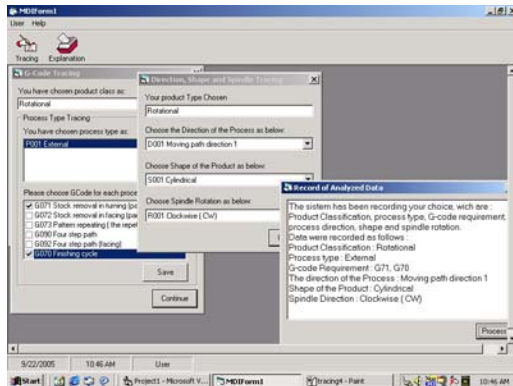 MDIForm1
User Help
Tracing Explanation
G-Code Tracing
You have chosen product class as:
Rotational
Process Type Tracing
You have chosen process type as:
P001 External
Please choose GCode for each proce
G071 Stock removal in turning (pa
G072 Stock removal in facing (pa
G073 Pattern repeating ( the repet
G090 Four step path
G092 Four step path (facing)
G070 Finishing cycle
Save
Continue
Direction, Shape and Spindle Tracing
Your product Type Chosen
Rotational
Choose the Direction of the Process as below:
D001 Moving path direction 1
Choose Shape of the Product as below:
S001 Cylindrical
Choose Spindle Rotation as below:
R001 Clockwise ( CW)
Record of Analyzed Data
The sistem has been recording your choice, wich are :
Product Classification, process type, G-code requirement,
process direction, shape and spindle rotation.
Data were recorded as follows :
Product Classification : Rotational
Process type : External
G-code Requirement : G71, G70
The direction of the Process : Moving path direction 1
Shape of the Product : Cylindrical
Spindle Direction : Clockwise ( CW)
Process
9/22/2005 10:46 AM User
Start Project1 - Microsoft V... MDIForm1 tracing4 - Paint 10:46 AM